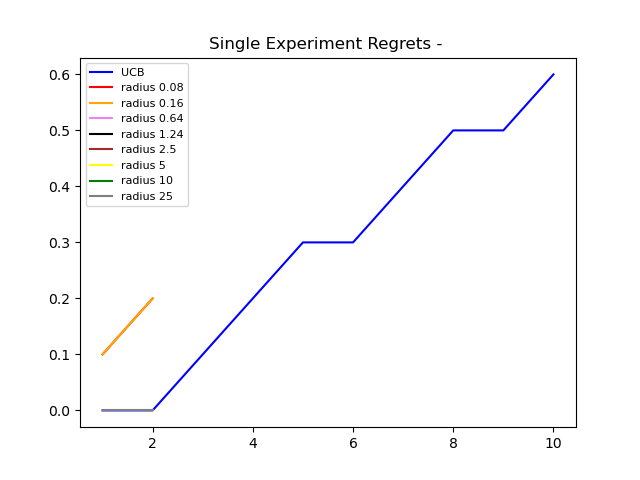 Single Experiment Regrets -
UCB
radius 0.08
radius 0.16
radius 0.64
radius 1.24
radius 2.5
radius 5
radius 10
radius 25
0.6
0.5
0.4
0.3
0.2
0.1
0.0
2 4 6 8 10